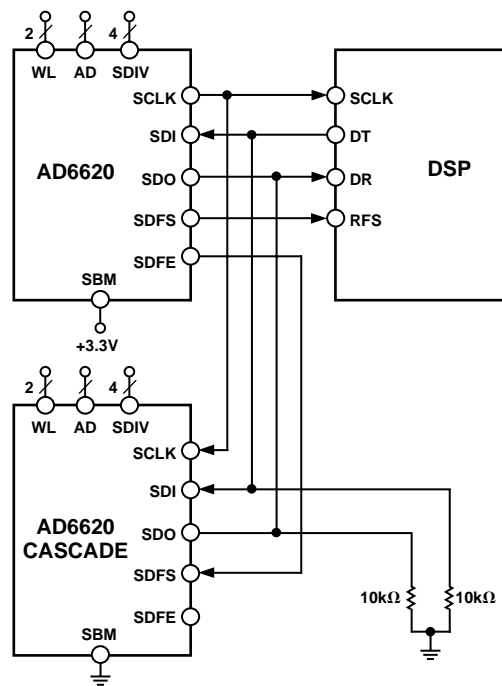 2 4
WL AD SDIV
SCLK
SDI
SDO
SDFS
SDFE
AD6620
SBM
+3.3V
SCLK
DT
DR
RFS
DSP
2 4
WL AD SDIV
SCLK
SDI
SDO
SDFS
SDFE
AD6620
CASCADE
SBM
10kΩ 10kΩ